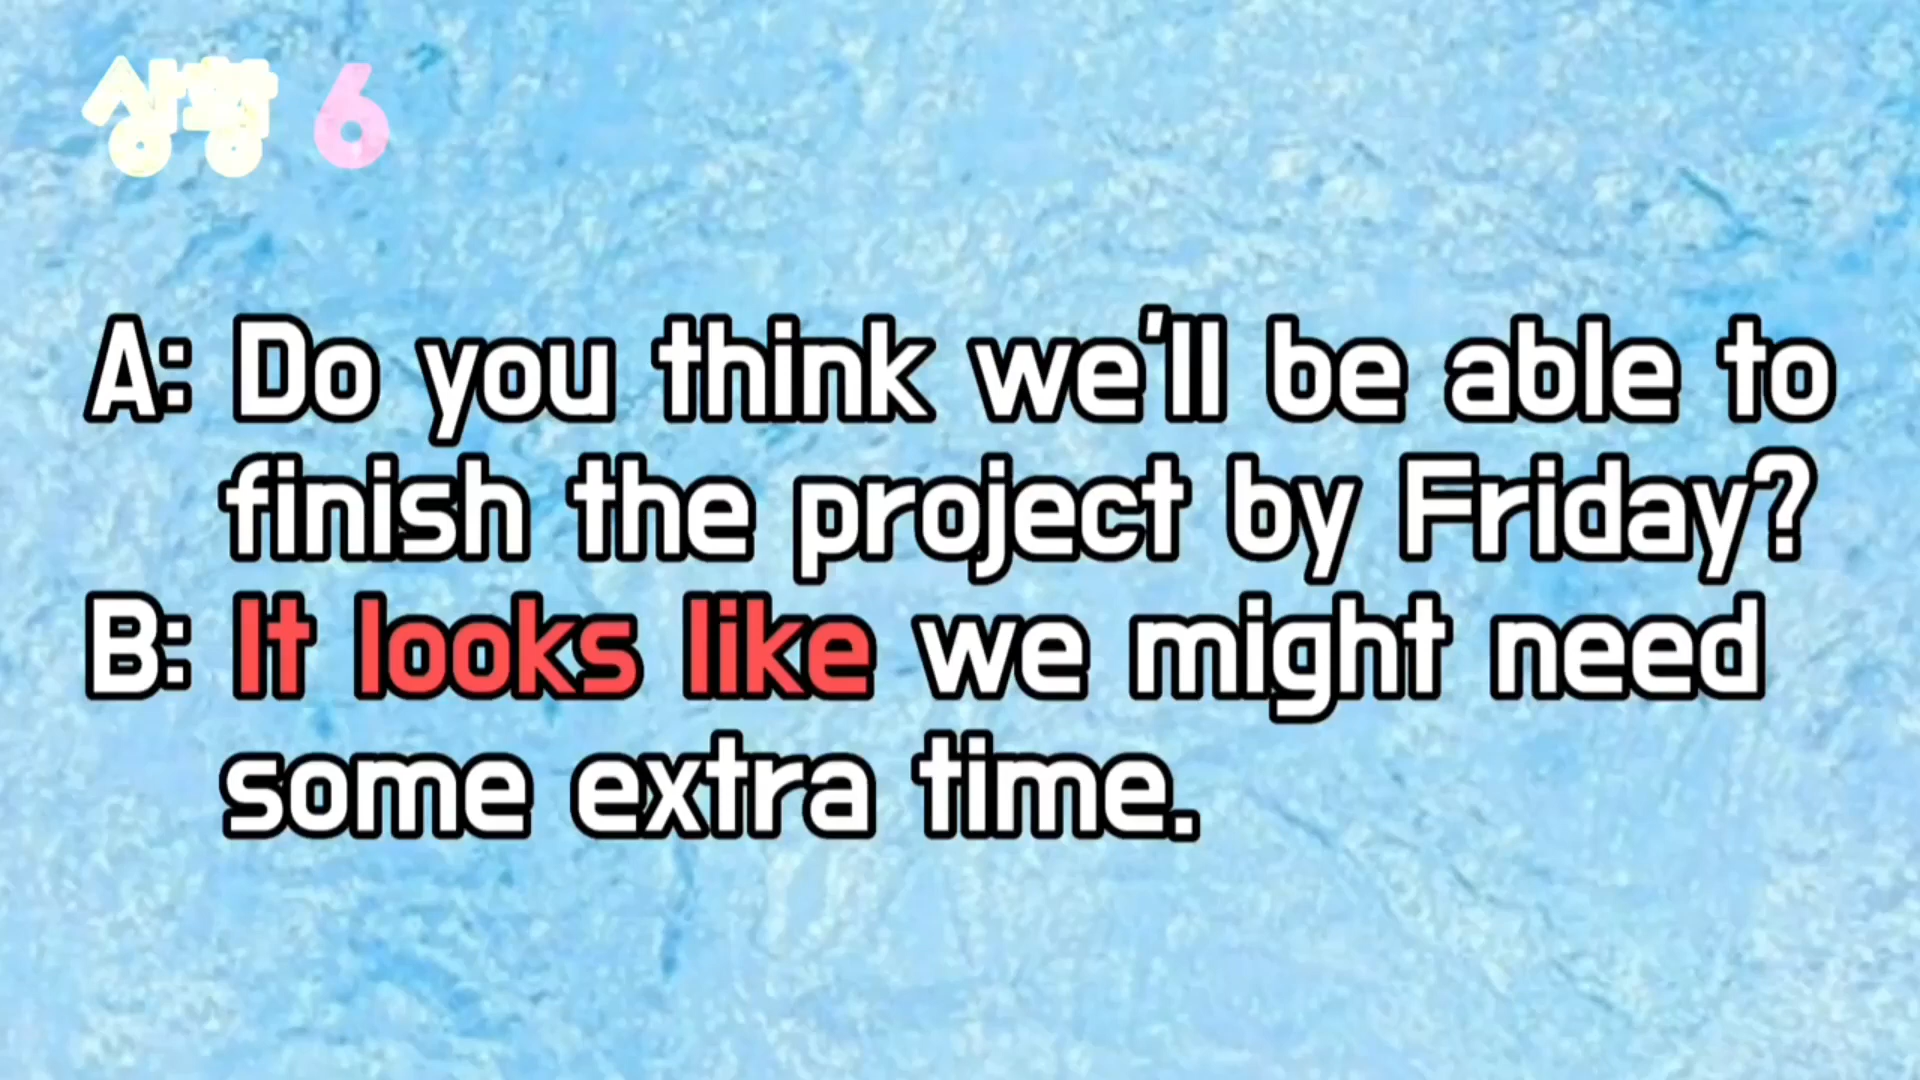 상황 6
A: Do you think we'll be able to
finish the project by Friday?
B: It looks like we might need
some extra time.